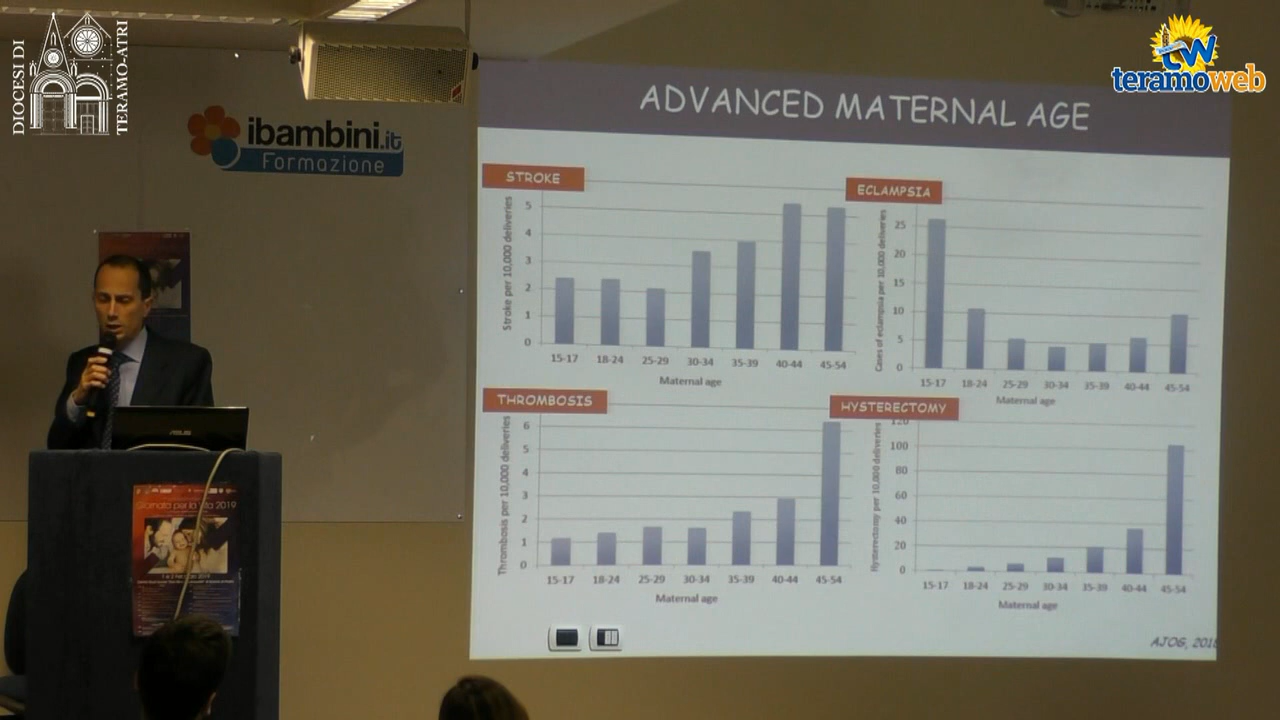 DIOCESI DI
TERAMO-ATRI
ibambini.it
Formazione
teramoweb
ADVANCED MATERNAL AGE
STROKE
Stroke per 10,000 deliveries
5
4
3
2
1
0
15-17 18-24 25-29 30-34 35-39 40-44 45-54
Maternal age
ECLAMPSIA
Cases of eclampsia per 10,000 deliveries
25
20
15
10
5
0
15-17 18-24 25-29 30-34 35-39 40-44 45-54
Maternal age
THROMBOSIS
Thrombosis per 10,000 deliveries
6
5
4
3
2
1
0
15-17 18-24 25-29 30-34 35-39 40-44 45-54
Maternal age
HYSTERECTOMY
Hysterectomy per 10,000 deliveries
120
100
80
60
40
20
0
15-17 18-24 25-29 30-34 35-39 40-44 45-54
Maternal age
AJOG, 2018
ASUS
Giornata per la Vita 2019